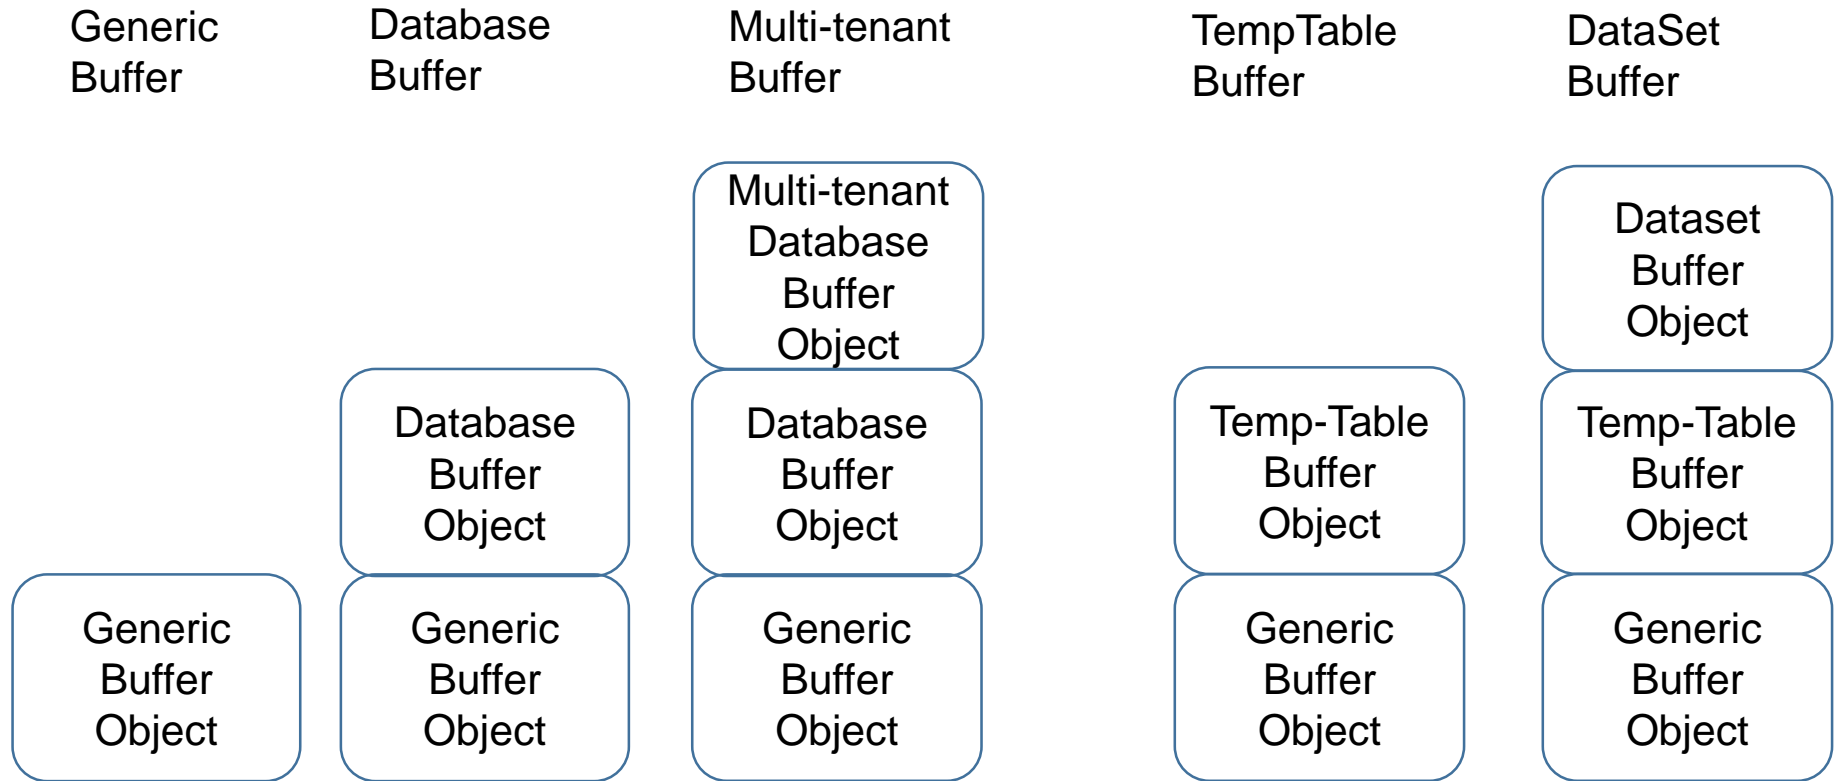 Generic
Buffer
Database
Buffer
Multi-tenant
Buffer
TempTable
Buffer
DataSet
Buffer
Multi-tenant
Database
Buffer
Object
Dataset
Buffer
Object
Database
Buffer
Object
Database
Buffer
Object
Temp-Table
Buffer
Object
Temp-Table
Buffer
Object
Generic
Buffer
Object
Generic
Buffer
Object
Generic
Buffer
Object
Generic
Buffer
Object
Generic
Buffer
Object